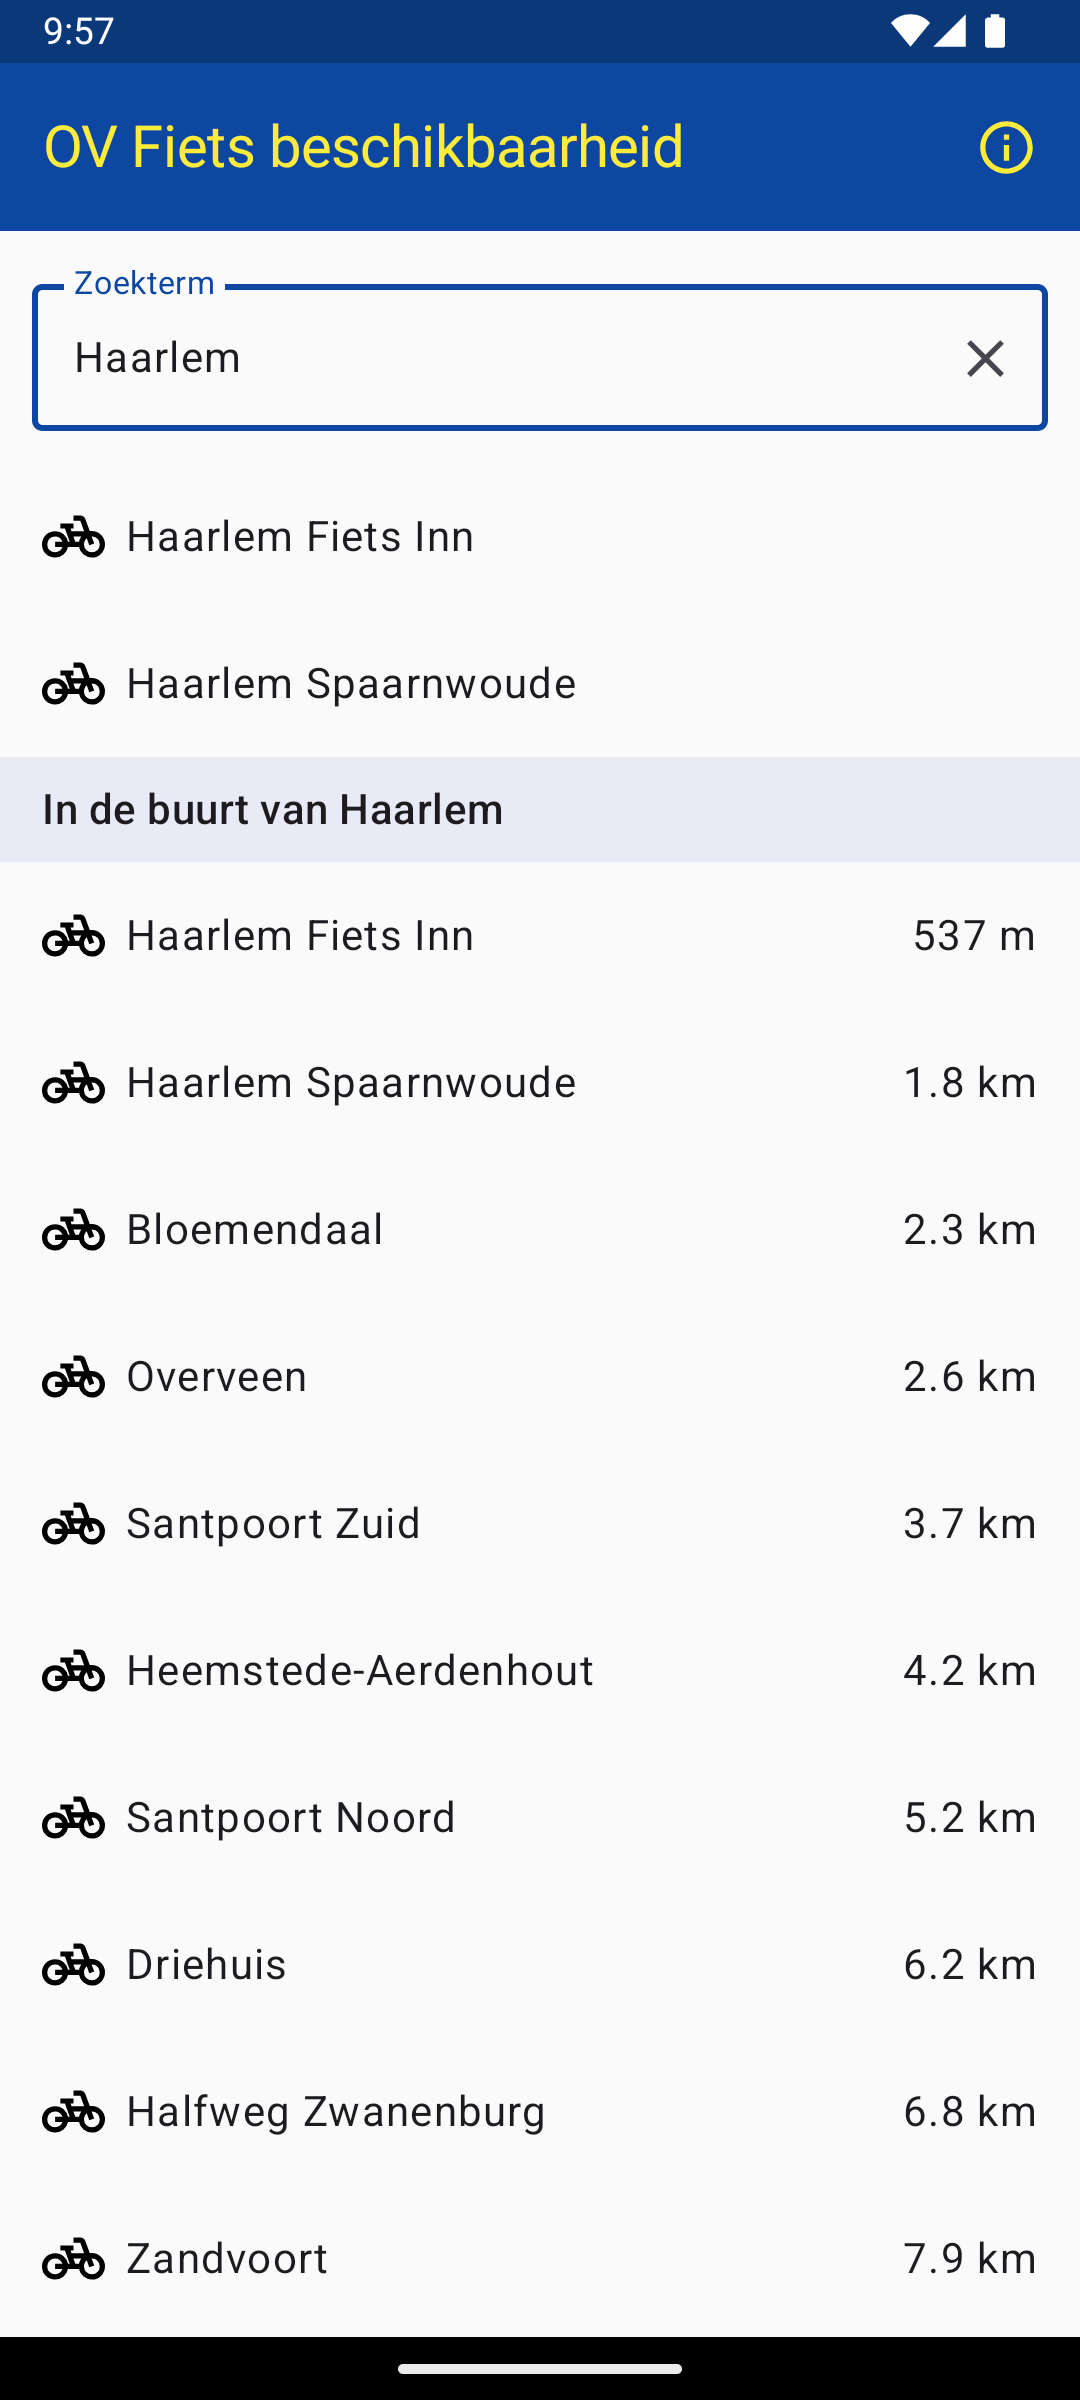 9:57
OV Fiets beschikbaarheid
Zoekterm
Haarlem
Haarlem Fiets Inn
Haarlem Spaarnwoude
In de buurt van Haarlem
Haarlem Fiets Inn 537 m
Haarlem Spaarnwoude 1.8 km
Bloemendaal 2.3 km
Overveen 2.6 km
Santpoort Zuid 3.7 km
Heemstede-Aerdenhout 4.2 km
Santpoort Noord 5.2 km
Driehuis 6.2 km
Halfweg Zwanenburg 6.8 km
Zandvoort 7.9 km